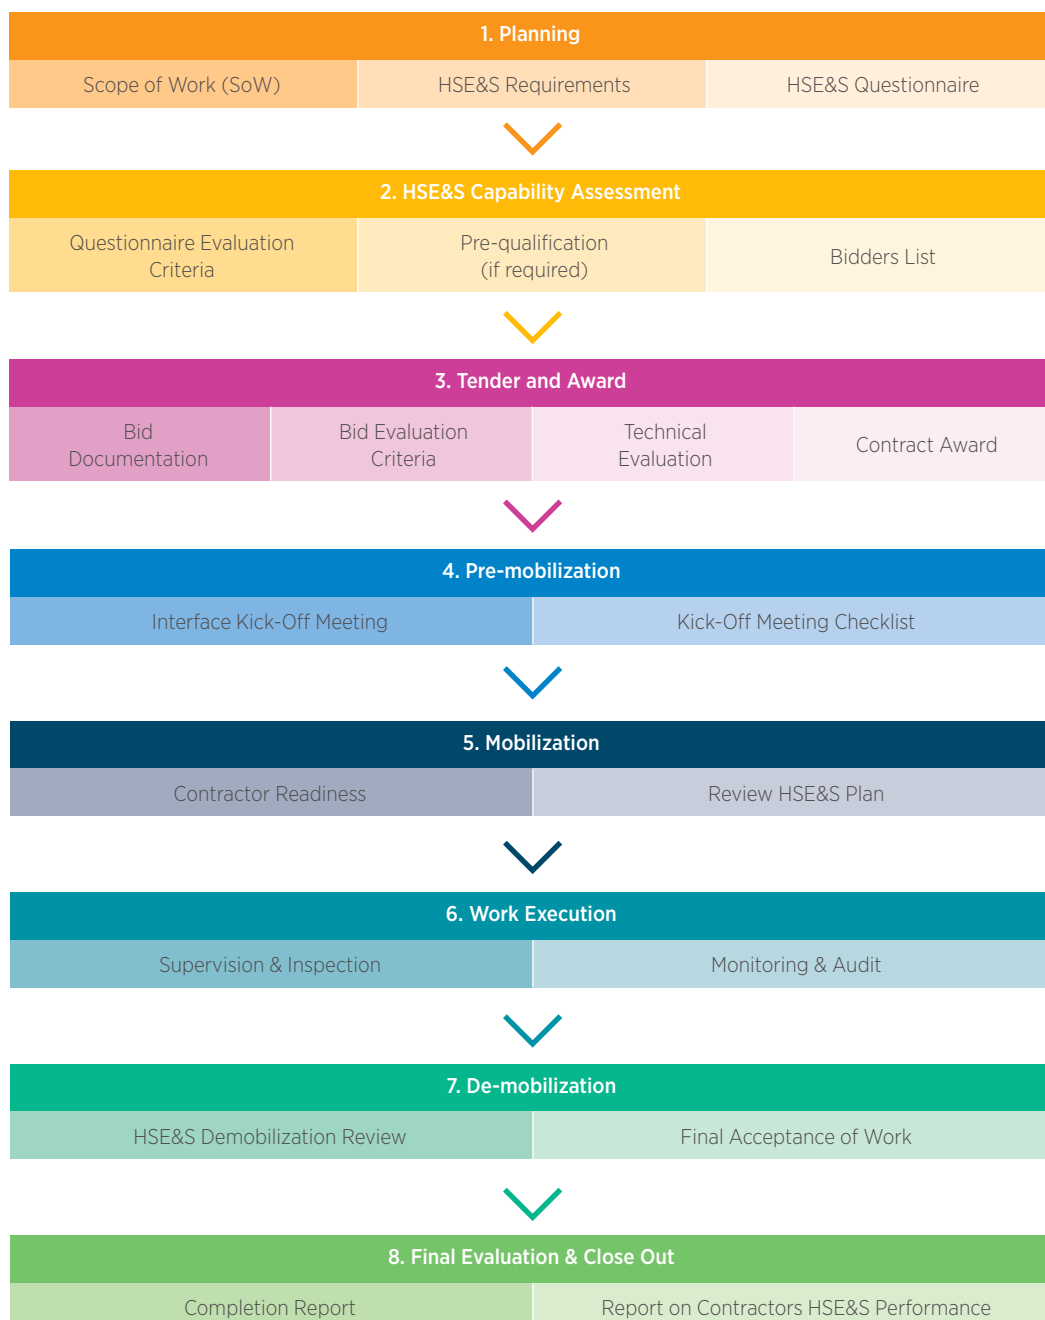 1. Planning
Scope of Work (SoW)
HSE&S Requirements
HSE&S Questionnaire
2. HSE&S Capability Assessment
Questionnaire Evaluation
Criteria
Pre-qualification
(if required)
Bidders List
3. Tender and Award
Bid
Documentation
Bid Evaluation
Criteria
Technical
Evaluation
Contract Award
4. Pre-mobilization
Interface Kick-Off Meeting
Kick-Off Meeting Checklist
5. Mobilization
Contractor Readiness
Review HSE&S Plan
6. Work Execution
Supervision & Inspection
Monitoring & Audit
7. De-mobilization
HSE&S Demobilization Review
Final Acceptance of Work
8. Final Evaluation & Close Out
Completion Report
Report on Contractors HSE&S Performance